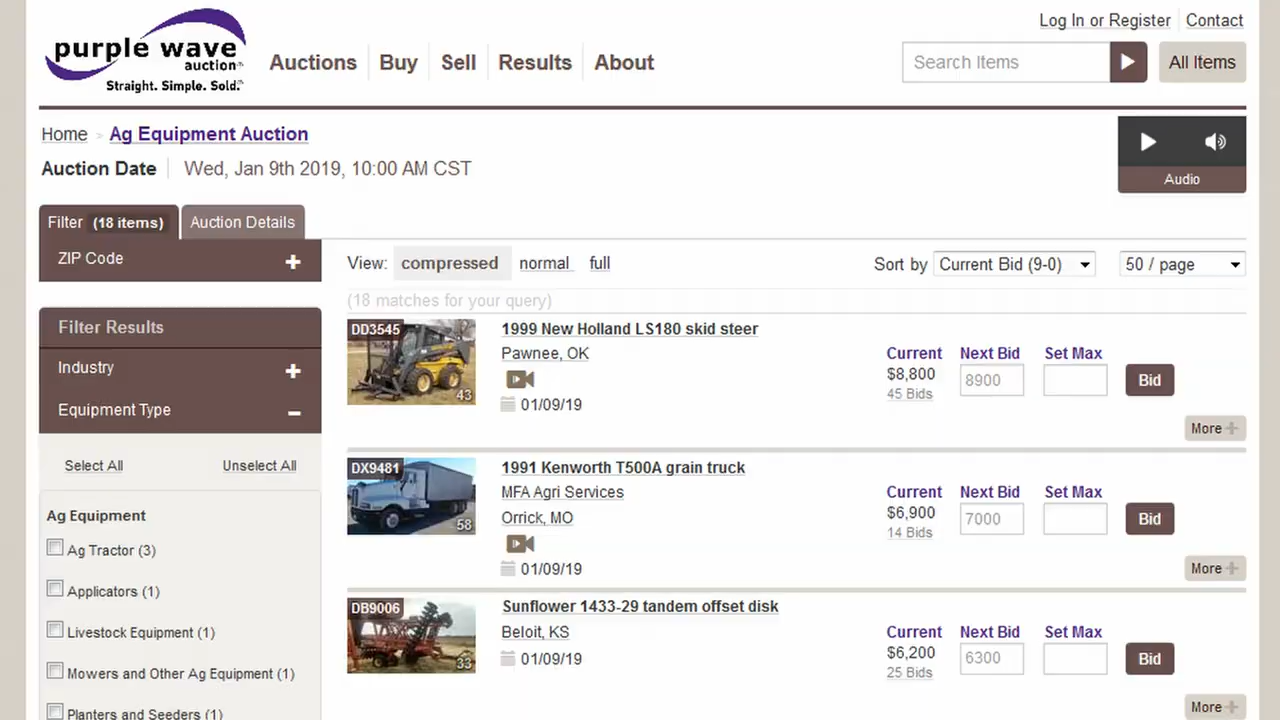 Log In or Register
Contact
purple wave
auction
Straight. Simple. Sold.
Auctions
Buy
Sell
Results
About
Search Items
All Items
Home
Ag Equipment Auction
Auction Date
Wed, Jan 9th 2019, 10:00 AM CST
Audio
Filter (18 items)
Auction Details
ZIP Code
View: compressed normal full
Sort by Current Bid (9-0)
50 / page
(18 matches for your query)
Filter Results
Industry
Equipment Type
Select All
Unselect All
Ag Equipment
Ag Tractor (3)
Applicators (1)
Livestock Equipment (1)
Mowers and Other Ag Equipment (1)
Planters and Seeders (1)
DD3545
43
1999 New Holland LS180 skid steer
Pawnee, OK
01/09/19
Current Next Bid Set Max
$8,800 8900 Bid
45 Bids
More
DX9481
58
1991 Kenworth T500A grain truck
MFA Agri Services
Orrick, MO
01/09/19
Current Next Bid Set Max
$6,900 7000 Bid
14 Bids
More
DB9006
33
Sunflower 1433-29 tandem offset disk
Beloit, KS
01/09/19
Current Next Bid Set Max
$6,200 6300 Bid
25 Bids
More